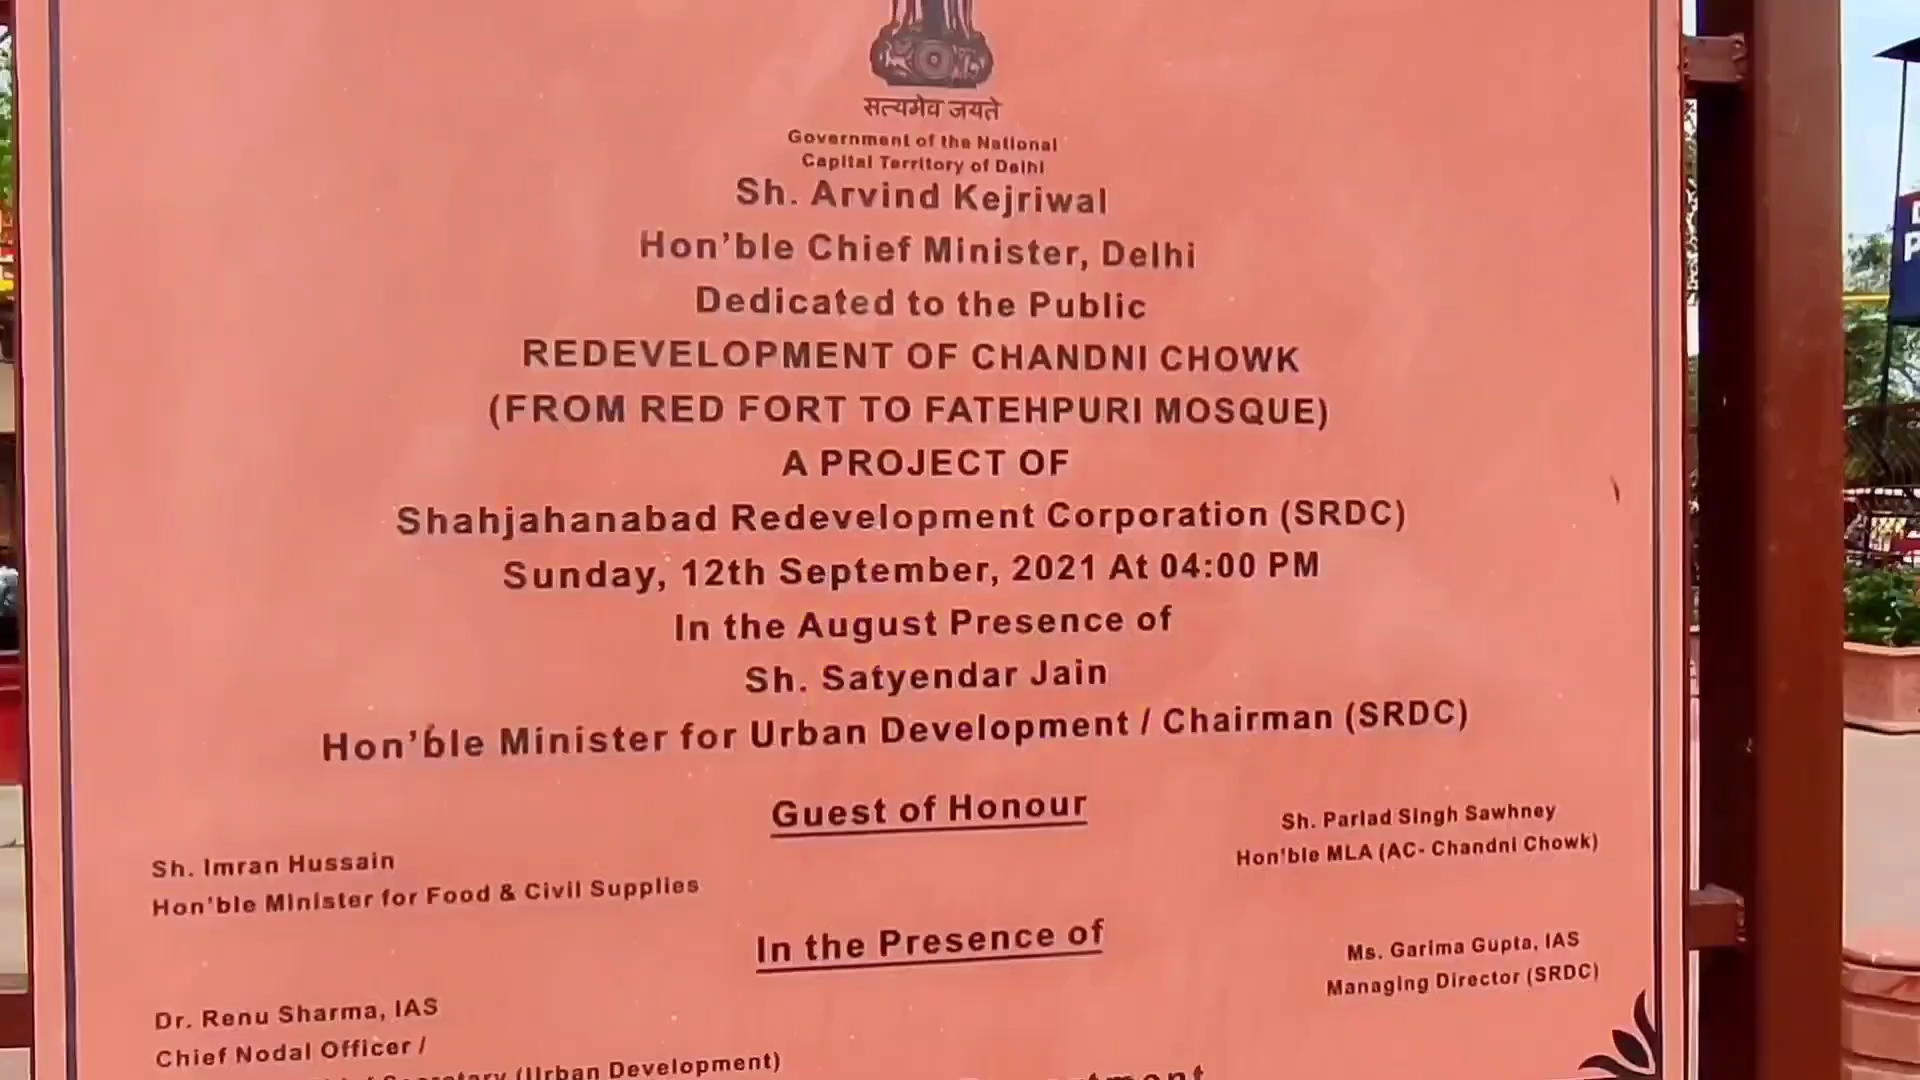 सत्यमेव जयते
Government of the National
Capital Territory of Delhi
Sh. Arvind Kejriwal
Hon'ble Chief Minister, Delhi
Dedicated to the Public
REDEVELOPMENT OF CHANDNI CHOWK
(FROM RED FORT TO FATEHPURI MOSQUE)
A PROJECT OF
Shahjahanabad Redevelopment Corporation (SRDC)
Sunday, 12th September, 2021 At 04:00 PM
In the August Presence of
Sh. Satyendar Jain
Hon'ble Minister for Urban Development / Chairman (SRDC)
Guest of Honour
Sh. Imran Hussain
Hon'ble Minister for Food & Civil Supplies
Sh. Parlad Singh Sawhney
Hon'ble MLA (AC- Chandni Chowk)
In the Presence of
Dr. Renu Sharma, IAS
Chief Nodal Officer /
(Urban Development)
Ms. Garima Gupta, IAS
Managing Director (SRDC)